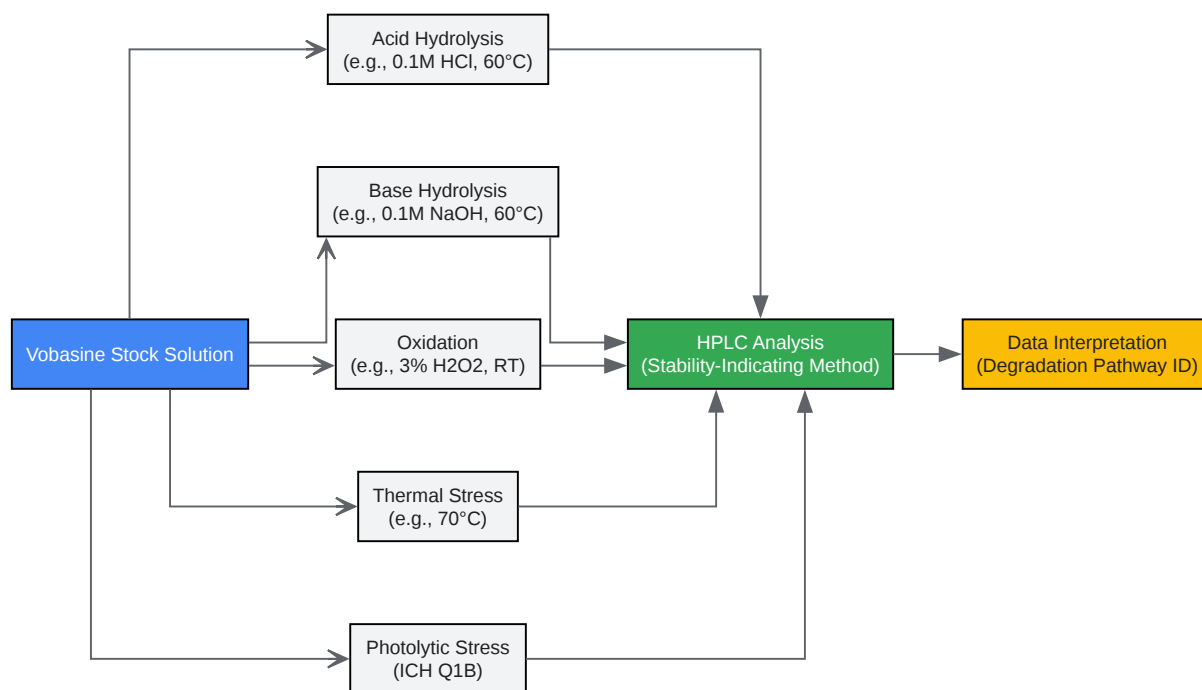 Acid Hydrolysis
(e.g., 0.1M HCl, 60°C)
Base Hydrolysis
(e.g., 0.1M NaOH, 60°C)
Vobasine Stock Solution
Oxidation
(e.g., 3% H2O2, RT)
HPLC Analysis
(Stability-Indicating Method)
Data Interpretation
(Degradation Pathway ID)
Thermal Stress
(e.g., 70°C)
Photolytic Stress
(ICH Q1B)